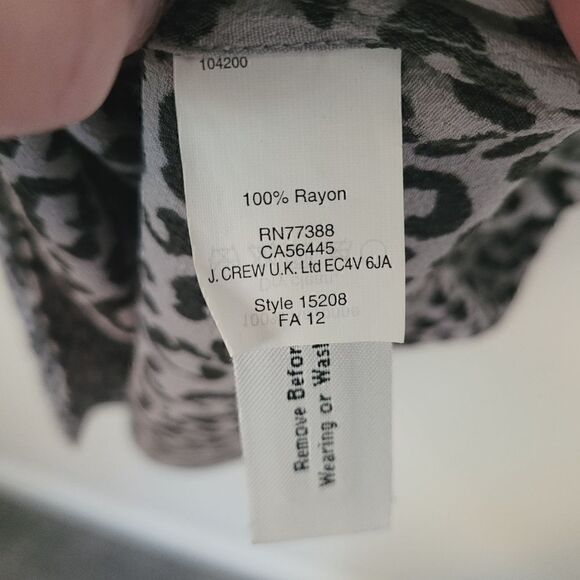 104200
100% Rayon
RN77388
CA56445
J. CREW U.K. Ltd EC4V 6JA
Style 15208
FA 12
Remove Before
Wearing or Wash